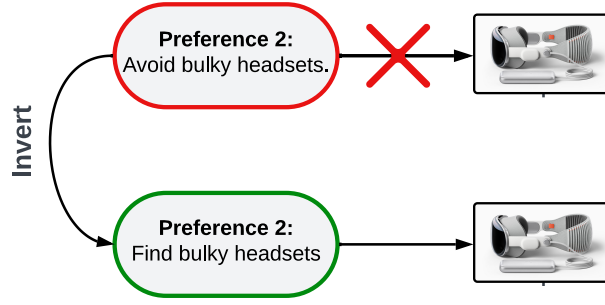 Preference 2:
Avoid bulky headsets.
Invert
Preference 2:
Find bulky headsets